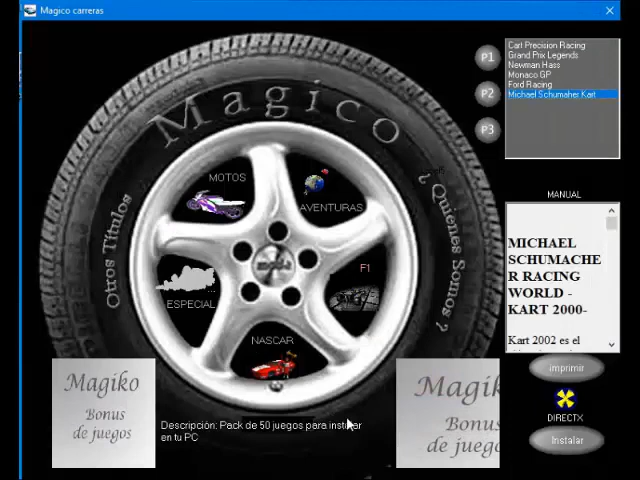 Magico carreras
Magico
Otros Titulos
¿ Quienes Somos ?
MOTOS
AVENTURAS
F1
ESPECIAL
NASCAR
P1
P2
P3
Cart Precision Racing
Grand Prix Legends
Newman Hass
Monaco GP
Ford Racing
Michael Schumaher Kart
MANUAL
MICHAEL
SCHUMACHE
R RACING
WORLD -
KART 2000-
Kart 2002 es el
imprimir
DIRECTX
Instalar
Magiko
Bonus
de juegos
Descripción: Pack de 50 juegos para instalar
en tu PC
Magik
Bonus
de juegos